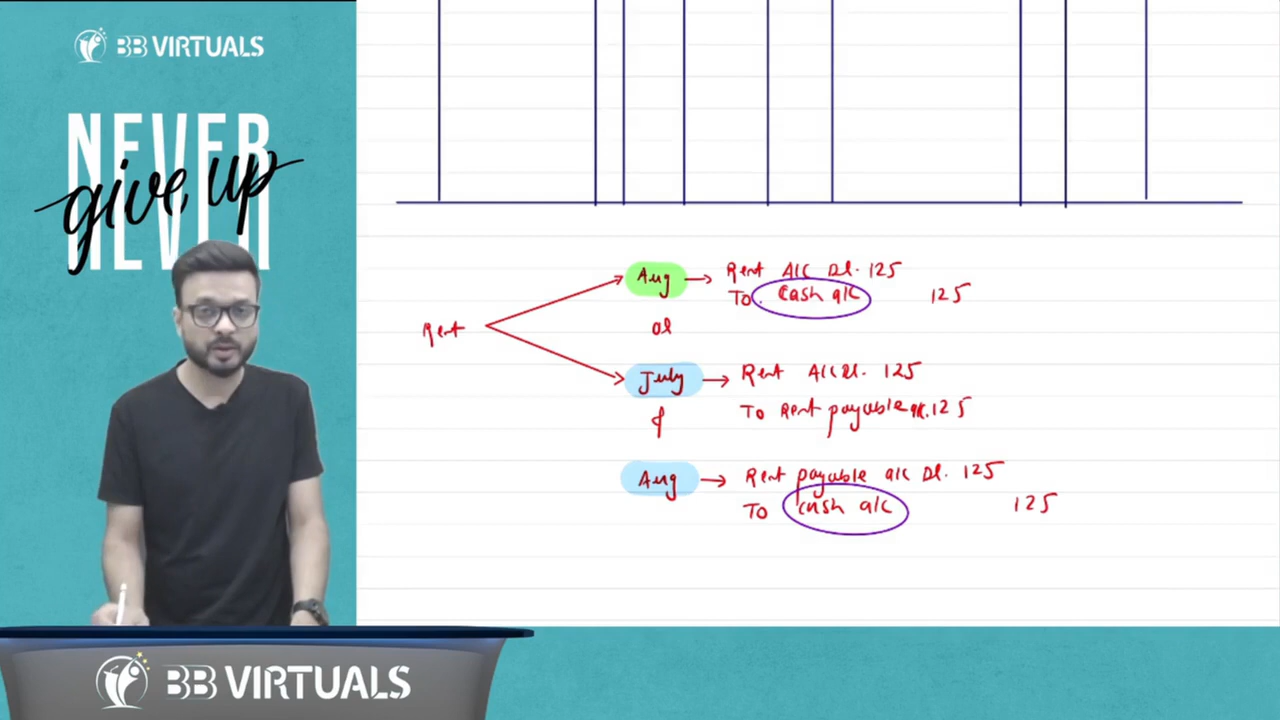 BB VIRTUALS
NEVER
give up
NEVER
Aug
Rent A/C Dr. 125
To Cash a/c 125
Rent
or
July
Rent A/C Dr. 125
&
To Rent payable a/c. 125
Aug
Rent payable a/c Dr. 125
To cash a/c 125
BB VIRTUALS